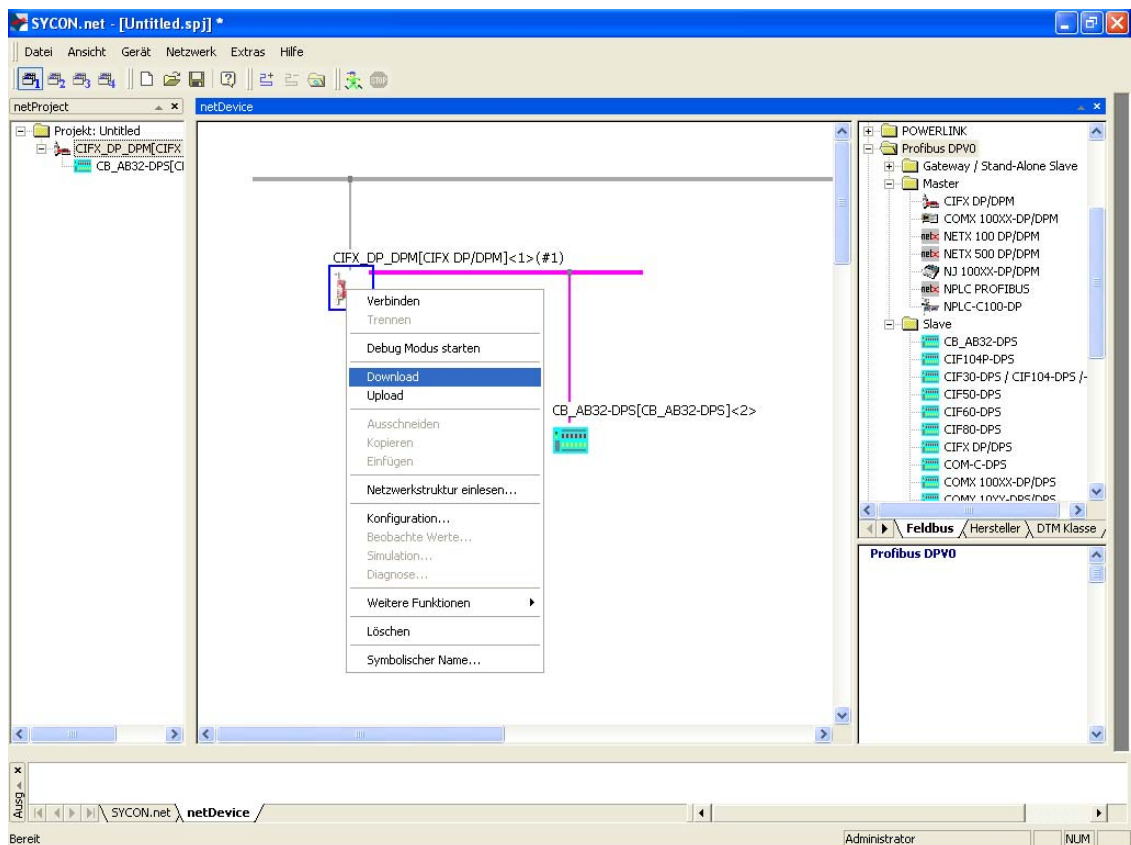 SYCON.net - [Untitled.spj] *
Datei Ansicht Gerät Netzwerk Extras Hilfe
netProject
Projekt: Untitled
CIFX_DP_DPM[CIFX
CB_AB32-DPS[CI
netDevice
CIFX_DP_DPM[CIFX DP/DPM]<1>(#1)
Verbinden
Trennen
Debug Modus starten
Download
Upload
Ausschneiden
Kopieren
Einfügen
Netzwerkstruktur einlesen...
Konfiguration...
Beobachte Werte...
Simulation...
Diagnose...
Weitere Funktionen
Löschen
Symbolischer Name...
CB_AB32-DPS[CB_AB32-DPS]<2>
POWERLINK
Profibus DPV0
Gateway / Stand-Alone Slave
Master
CIFX DP/DPM
COMX 100XX-DP/DPM
NETX 100 DP/DPM
NETX 500 DP/DPM
NJ 100XX-DP/DPM
NPLC PROFIBUS
NPLC-C100-DP
Slave
CB_AB32-DPS
CIF104P-DPS
CIF30-DPS / CIF104-DPS /-
CIF50-DPS
CIF60-DPS
CIF80-DPS
CIFX DP/DPS
COM-C-DPS
COMX 100XX-DP/DPS
COMX 10XX-DPS/DPS
Feldbus Hersteller DTM Klasse
Profibus DPV0
Ausg
SYCON.net netDevice
Bereit Administrator NUM